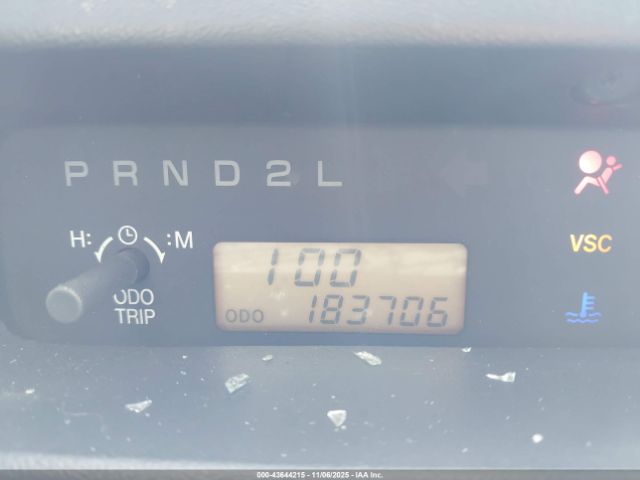 P R N D 2 L
H: :M
VSC
100
ODO
TRIP
ODO 183706
000-43644215 - 11/06/2025 - IAA Inc.